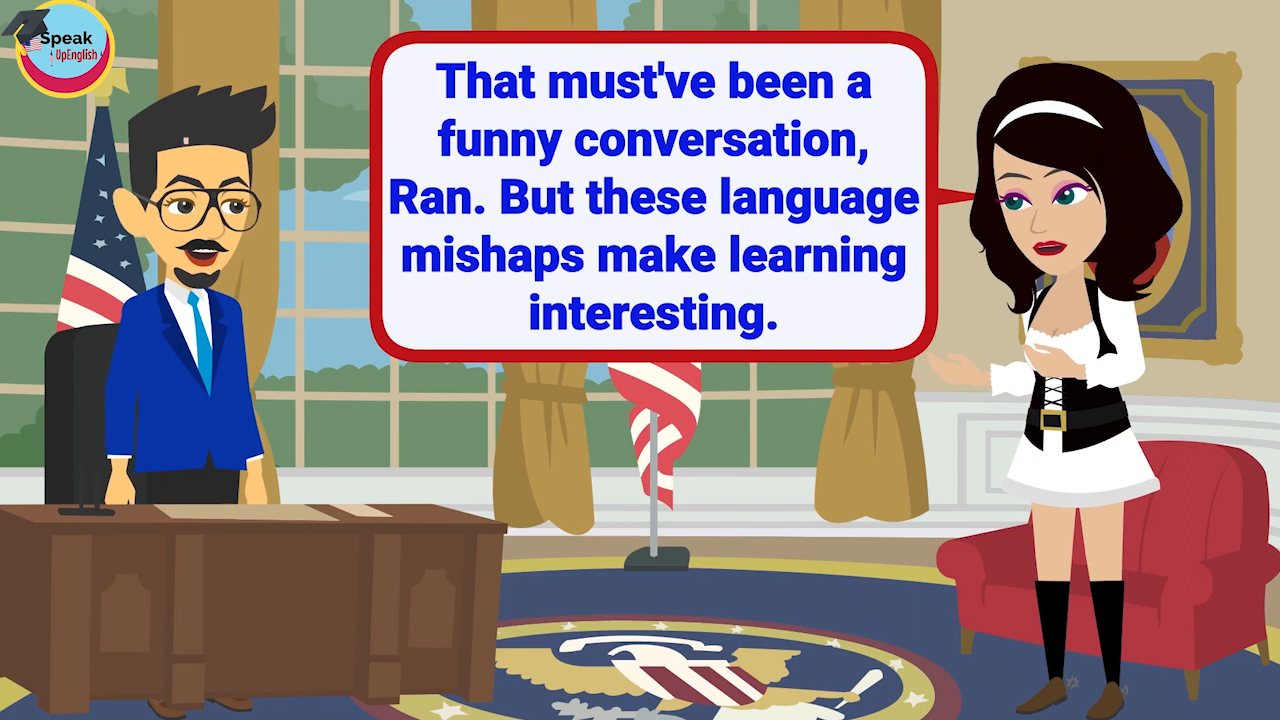 Speak
UpEnglish
That must've been a
funny conversation,
Ran. But these language
mishaps make learning
interesting.